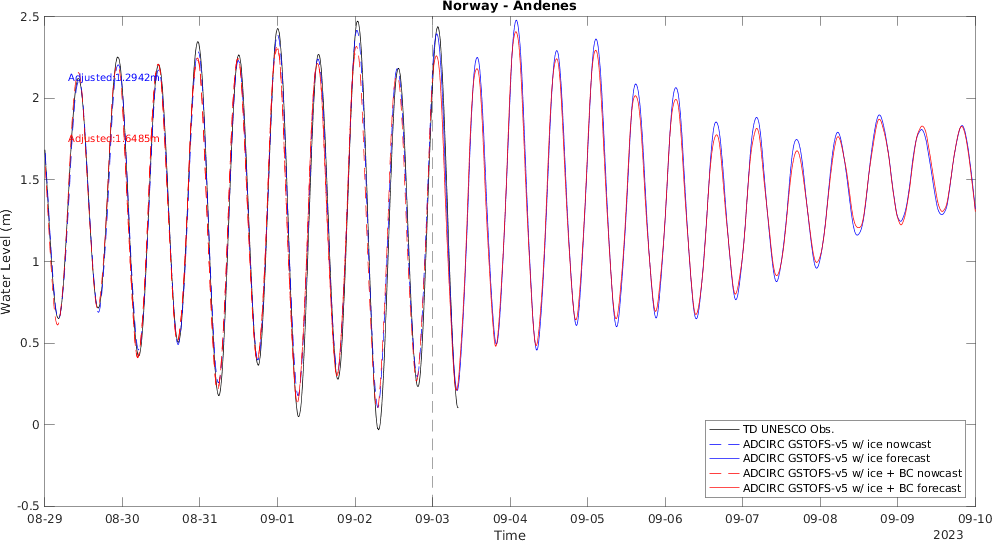 Norway - Andenes
2.5
2
1.5
1
0.5
0
-0.5
Water Level (m)
Adjusted:1.2942m
Adjusted:1.6485m
TD UNESCO Obs.
ADCIRC GSTOFS-v5 w/ ice nowcast
ADCIRC GSTOFS-v5 w/ ice forecast
ADCIRC GSTOFS-v5 w/ ice + BC nowcast
ADCIRC GSTOFS-v5 w/ ice + BC forecast
08-29 08-30 08-31 09-01 09-02 09-03 09-04 09-05 09-06 09-07 09-08 09-09 09-10
Time
2023